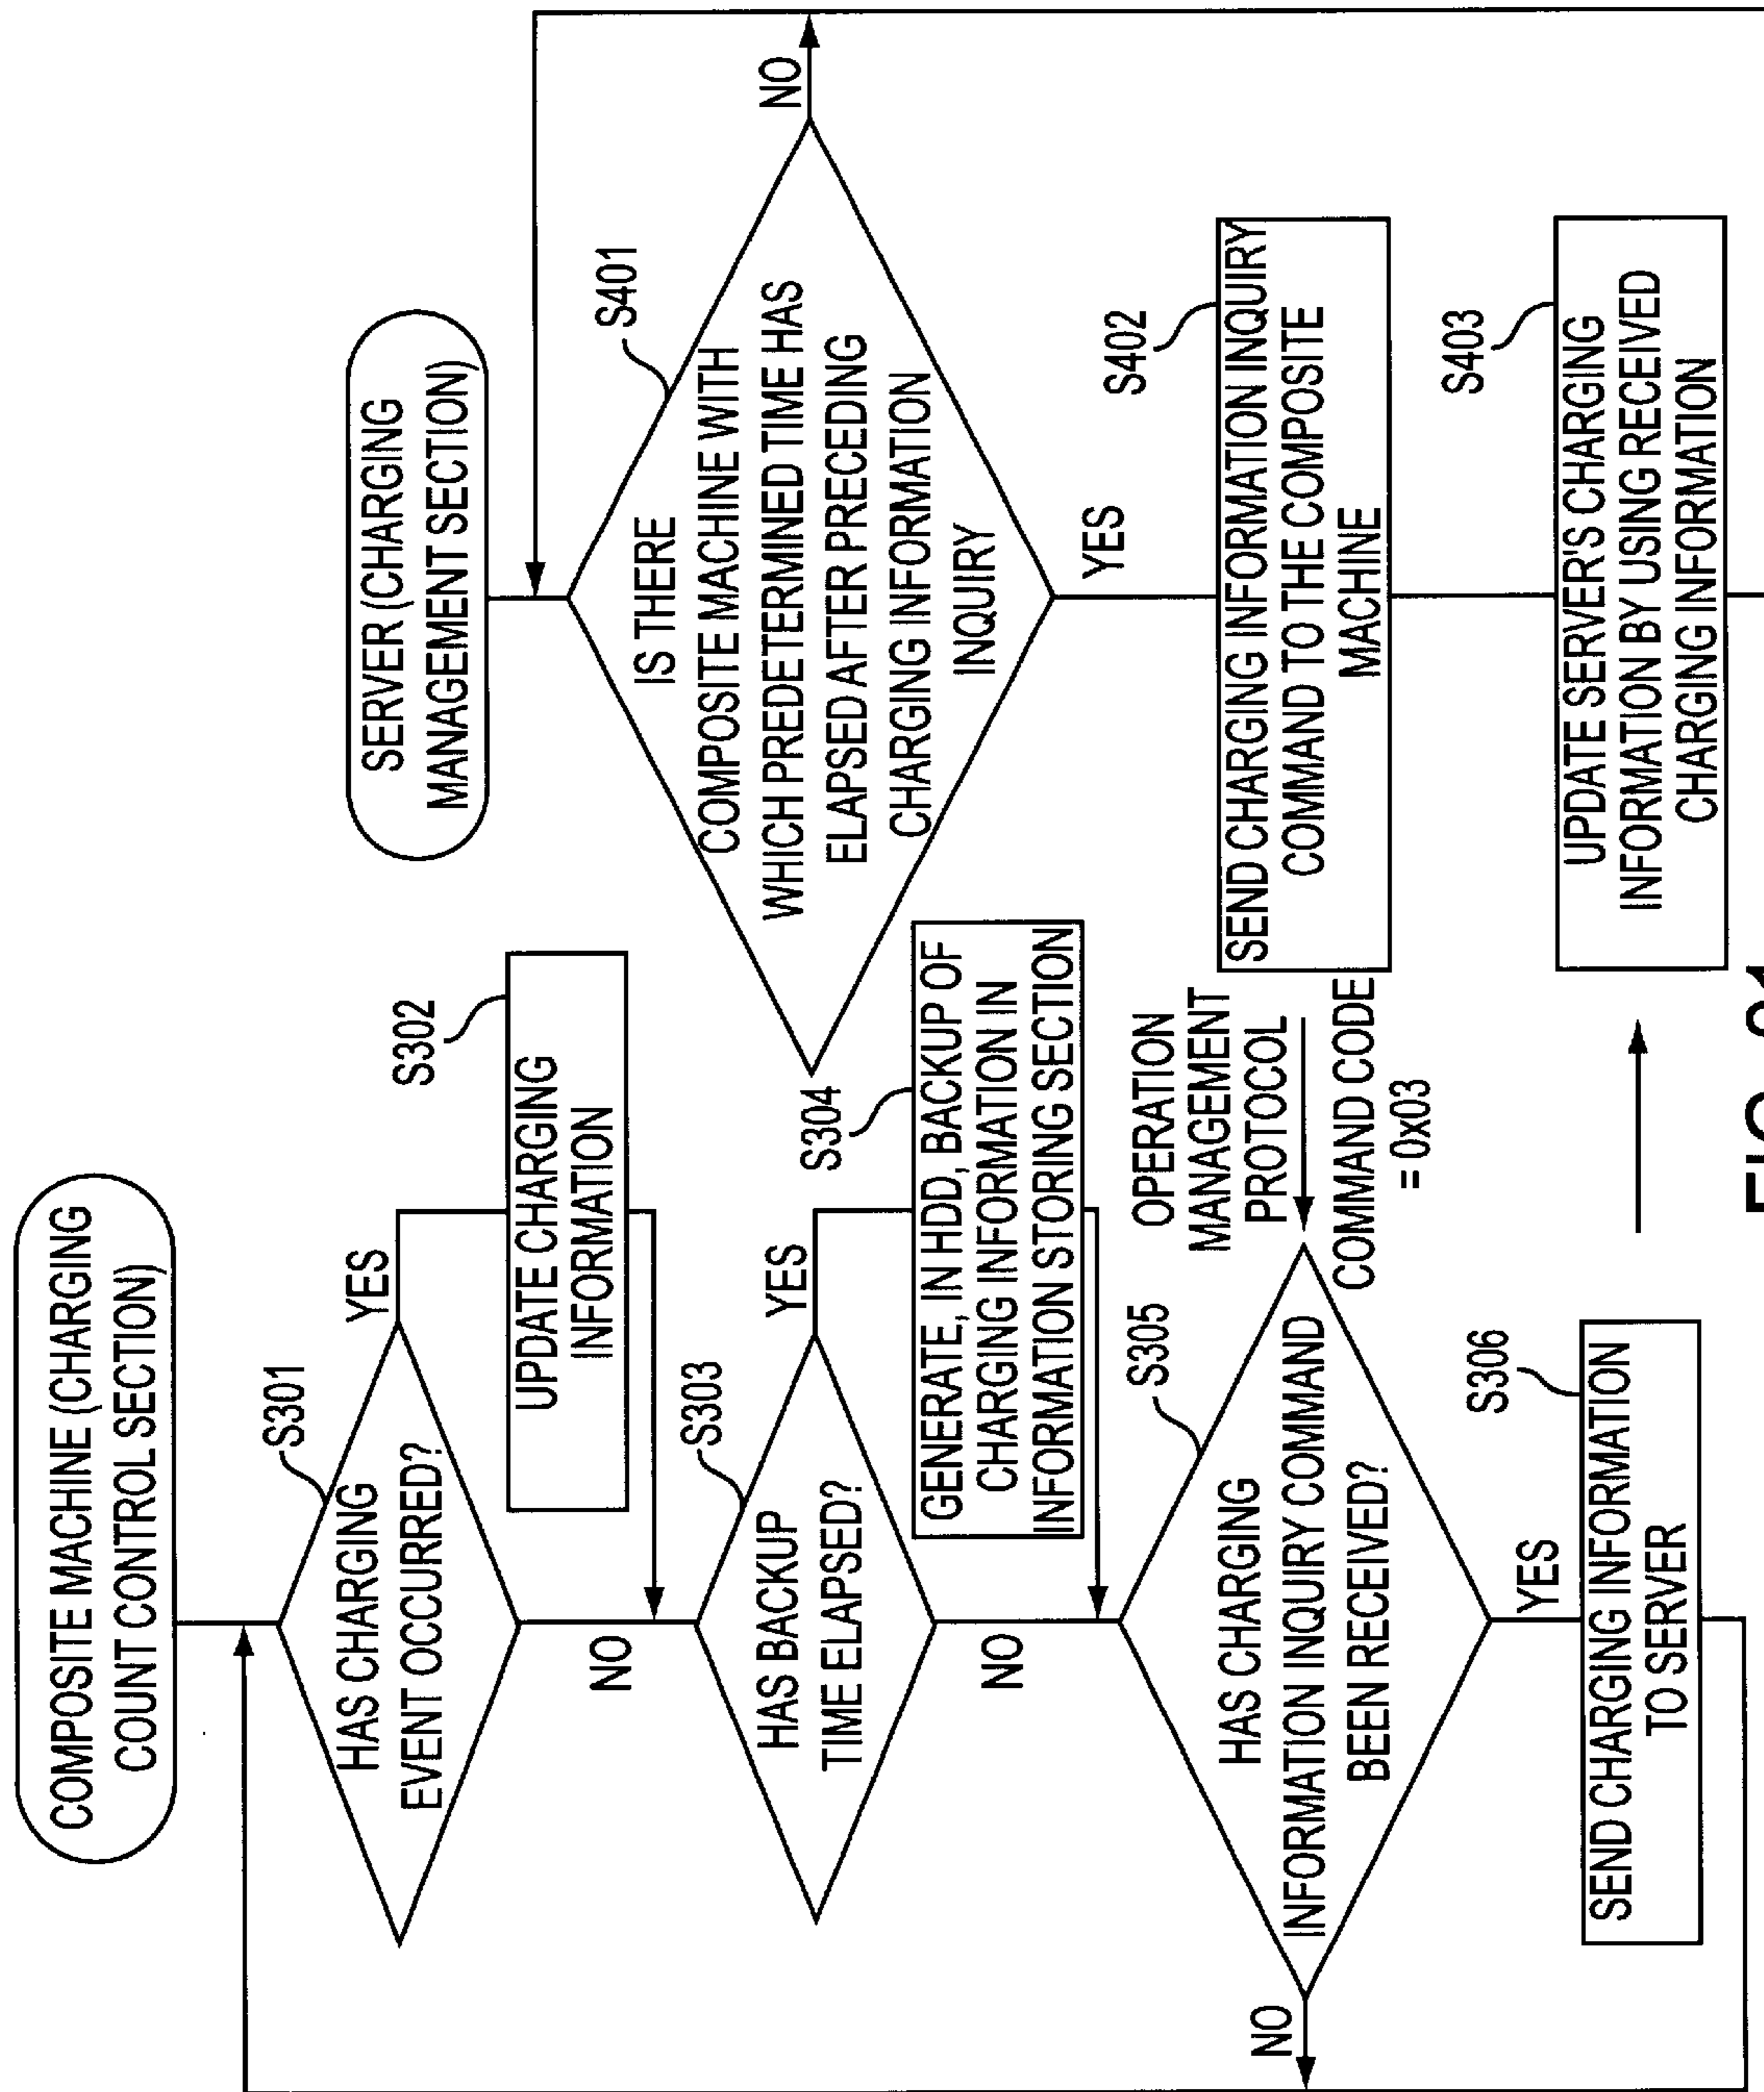 COMPOSITE MACHINE (CHARGING
COUNT CONTROL SECTION)
S301
HAS CHARGING
EVENT OCCURRED?
YES
NO
S302
UPDATE CHARGING
INFORMATION
S303
HAS BACKUP
TIME ELAPSED?
YES
NO
S304
GENERATE, IN HDD, BACKUP OF
CHARGING INFORMATION IN
INFORMATION STORING SECTION
S305
HAS CHARGING
INFORMATION INQUIRY COMMAND
BEEN RECEIVED?
NO
YES
S306
SEND CHARGING INFORMATION
TO SERVER
OPERATION
MANAGEMENT
PROTOCOL
COMMAND CODE
= 0x03
SERVER (CHARGING
MANAGEMENT SECTION)
S401
IS THERE
COMPOSITE MACHINE WITH
WHICH PREDETERMINED TIME HAS
ELAPSED AFTER PRECEDING
CHARGING INFORMATION
INQUIRY
NO
YES
S402
SEND CHARGING INFORMATION INQUIRY
COMMAND TO THE COMPOSITE
MACHINE
S403
UPDATE SERVER'S CHARGING
INFORMATION BY USING RECEIVED
CHARGING INFORMATION